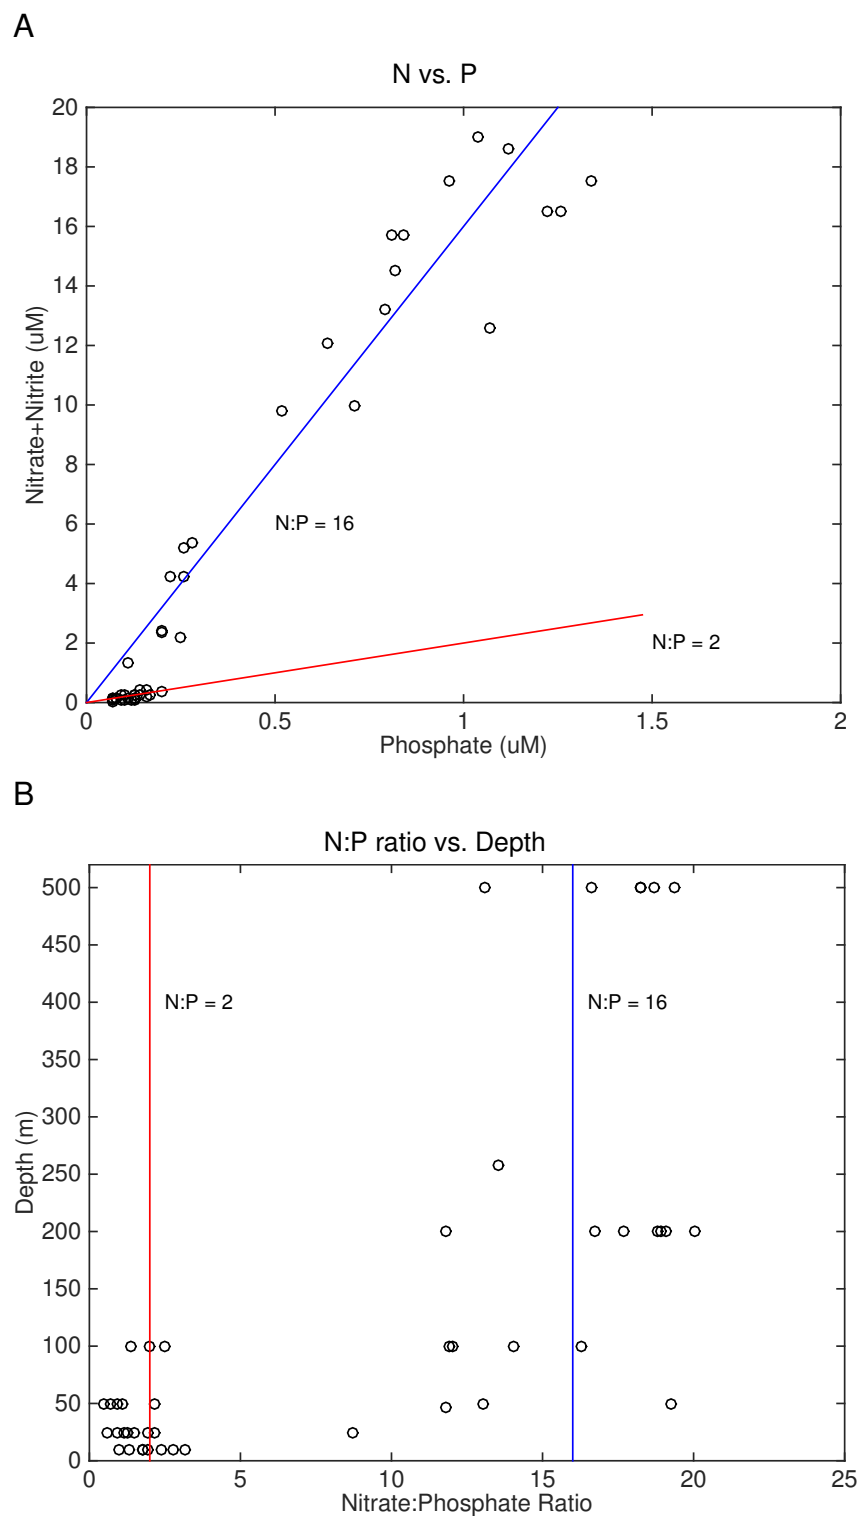 A
N vs. P
20
18
16
14
12
10
8
6
4
2
0
Nitrate+Nitrite (uM)
N:P = 16
N:P = 2
0 0.5 1 1.5 2
Phosphate (uM)
B
N:P ratio vs. Depth
500
450
400
350
300
250
200
150
100
50
0
Depth (m)
N:P = 2
N:P = 16
0 5 10 15 20 25
Nitrate:Phosphate Ratio